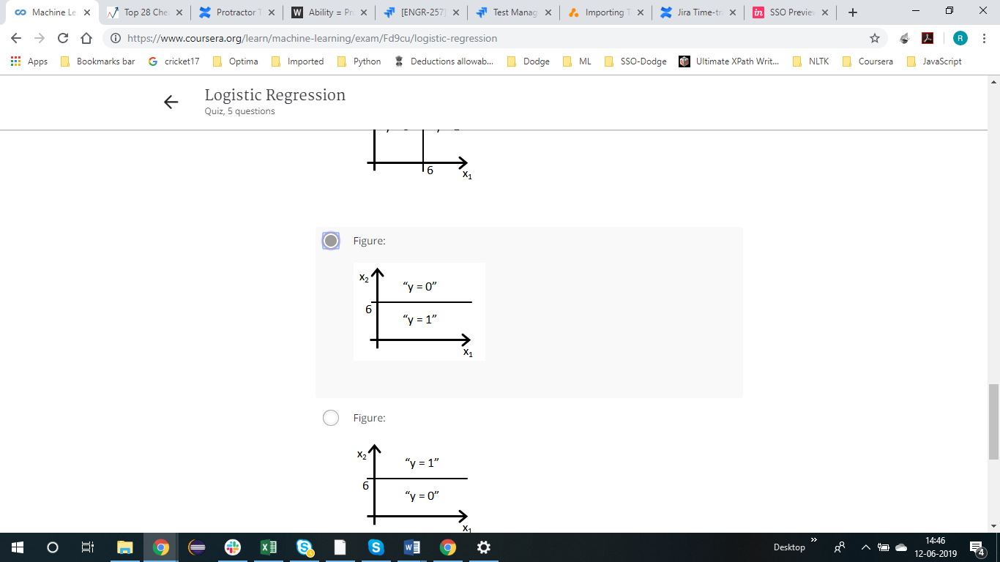 Machine Le
Top 28 Che
Protractor T
Ability = Pr
[ENGR-257]
Test Manag
Importing T
Jira Time-tr
SSO Preview
https://www.coursera.org/learn/machine-learning/exam/Fd9cu/logistic-regression
R
Apps
Bookmarks bar
cricket17
Optima
Imported
Python
Deductions allowab...
Dodge
ML
SSO-Dodge
Ultimate XPath Writ...
NLTK
Coursera
JavaScript
Logistic Regression
Quiz, 5 questions
6
x1
Figure:
x2
"y = 0"
6
"y = 1"
x1
Figure:
x2
"y = 1"
6
"y = 0"
x1
Desktop
14:46
12-06-2019
4